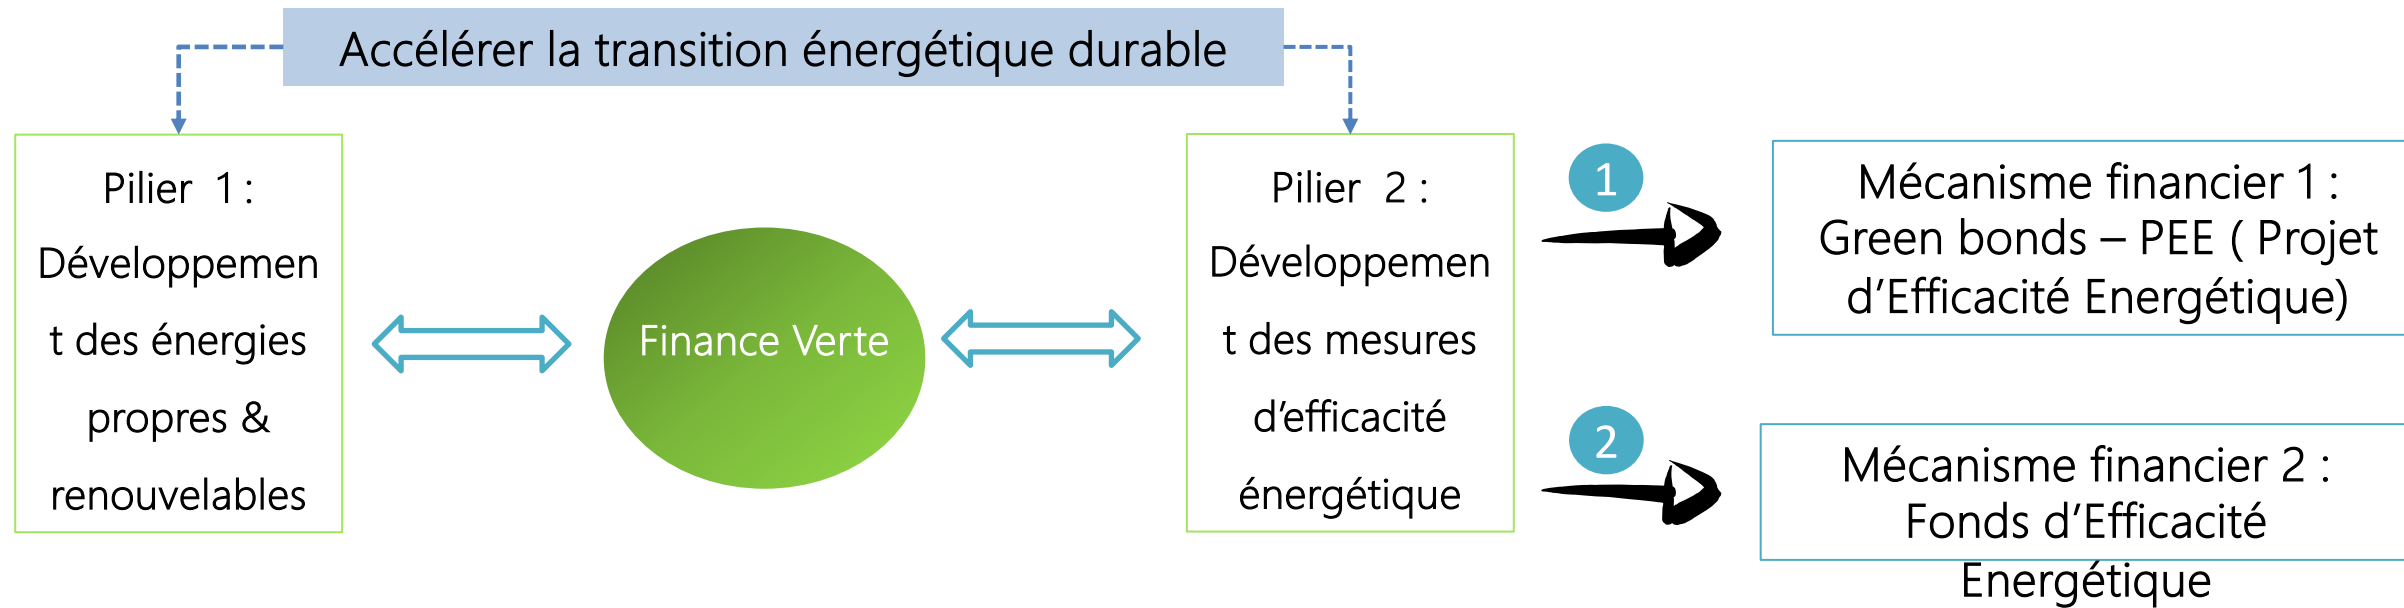 Accélérer la transition énergétique durable
Pilier 1 :
Développemen
t des énergies
propres &
renouvelables
Finance Verte
Pilier 2 :
Développemen
t des mesures
d’efficacité
énergétique
1
Mécanisme financier 1 :
Green bonds – PEE ( Projet
d’Efficacité Energétique)
2
Mécanisme financier 2 :
Fonds d’Efficacité
Energétique